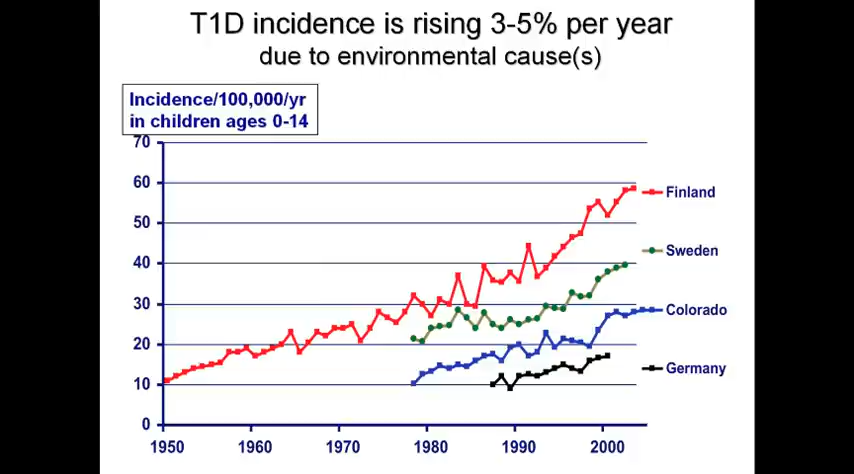 T1D incidence is rising 3-5% per year
due to environmental cause(s)
Incidence/100,000/yr
in children ages 0-14
70
60
50
40
30
20
10
0
1950 1960 1970 1980 1990 2000
Finland
Sweden
Colorado
Germany